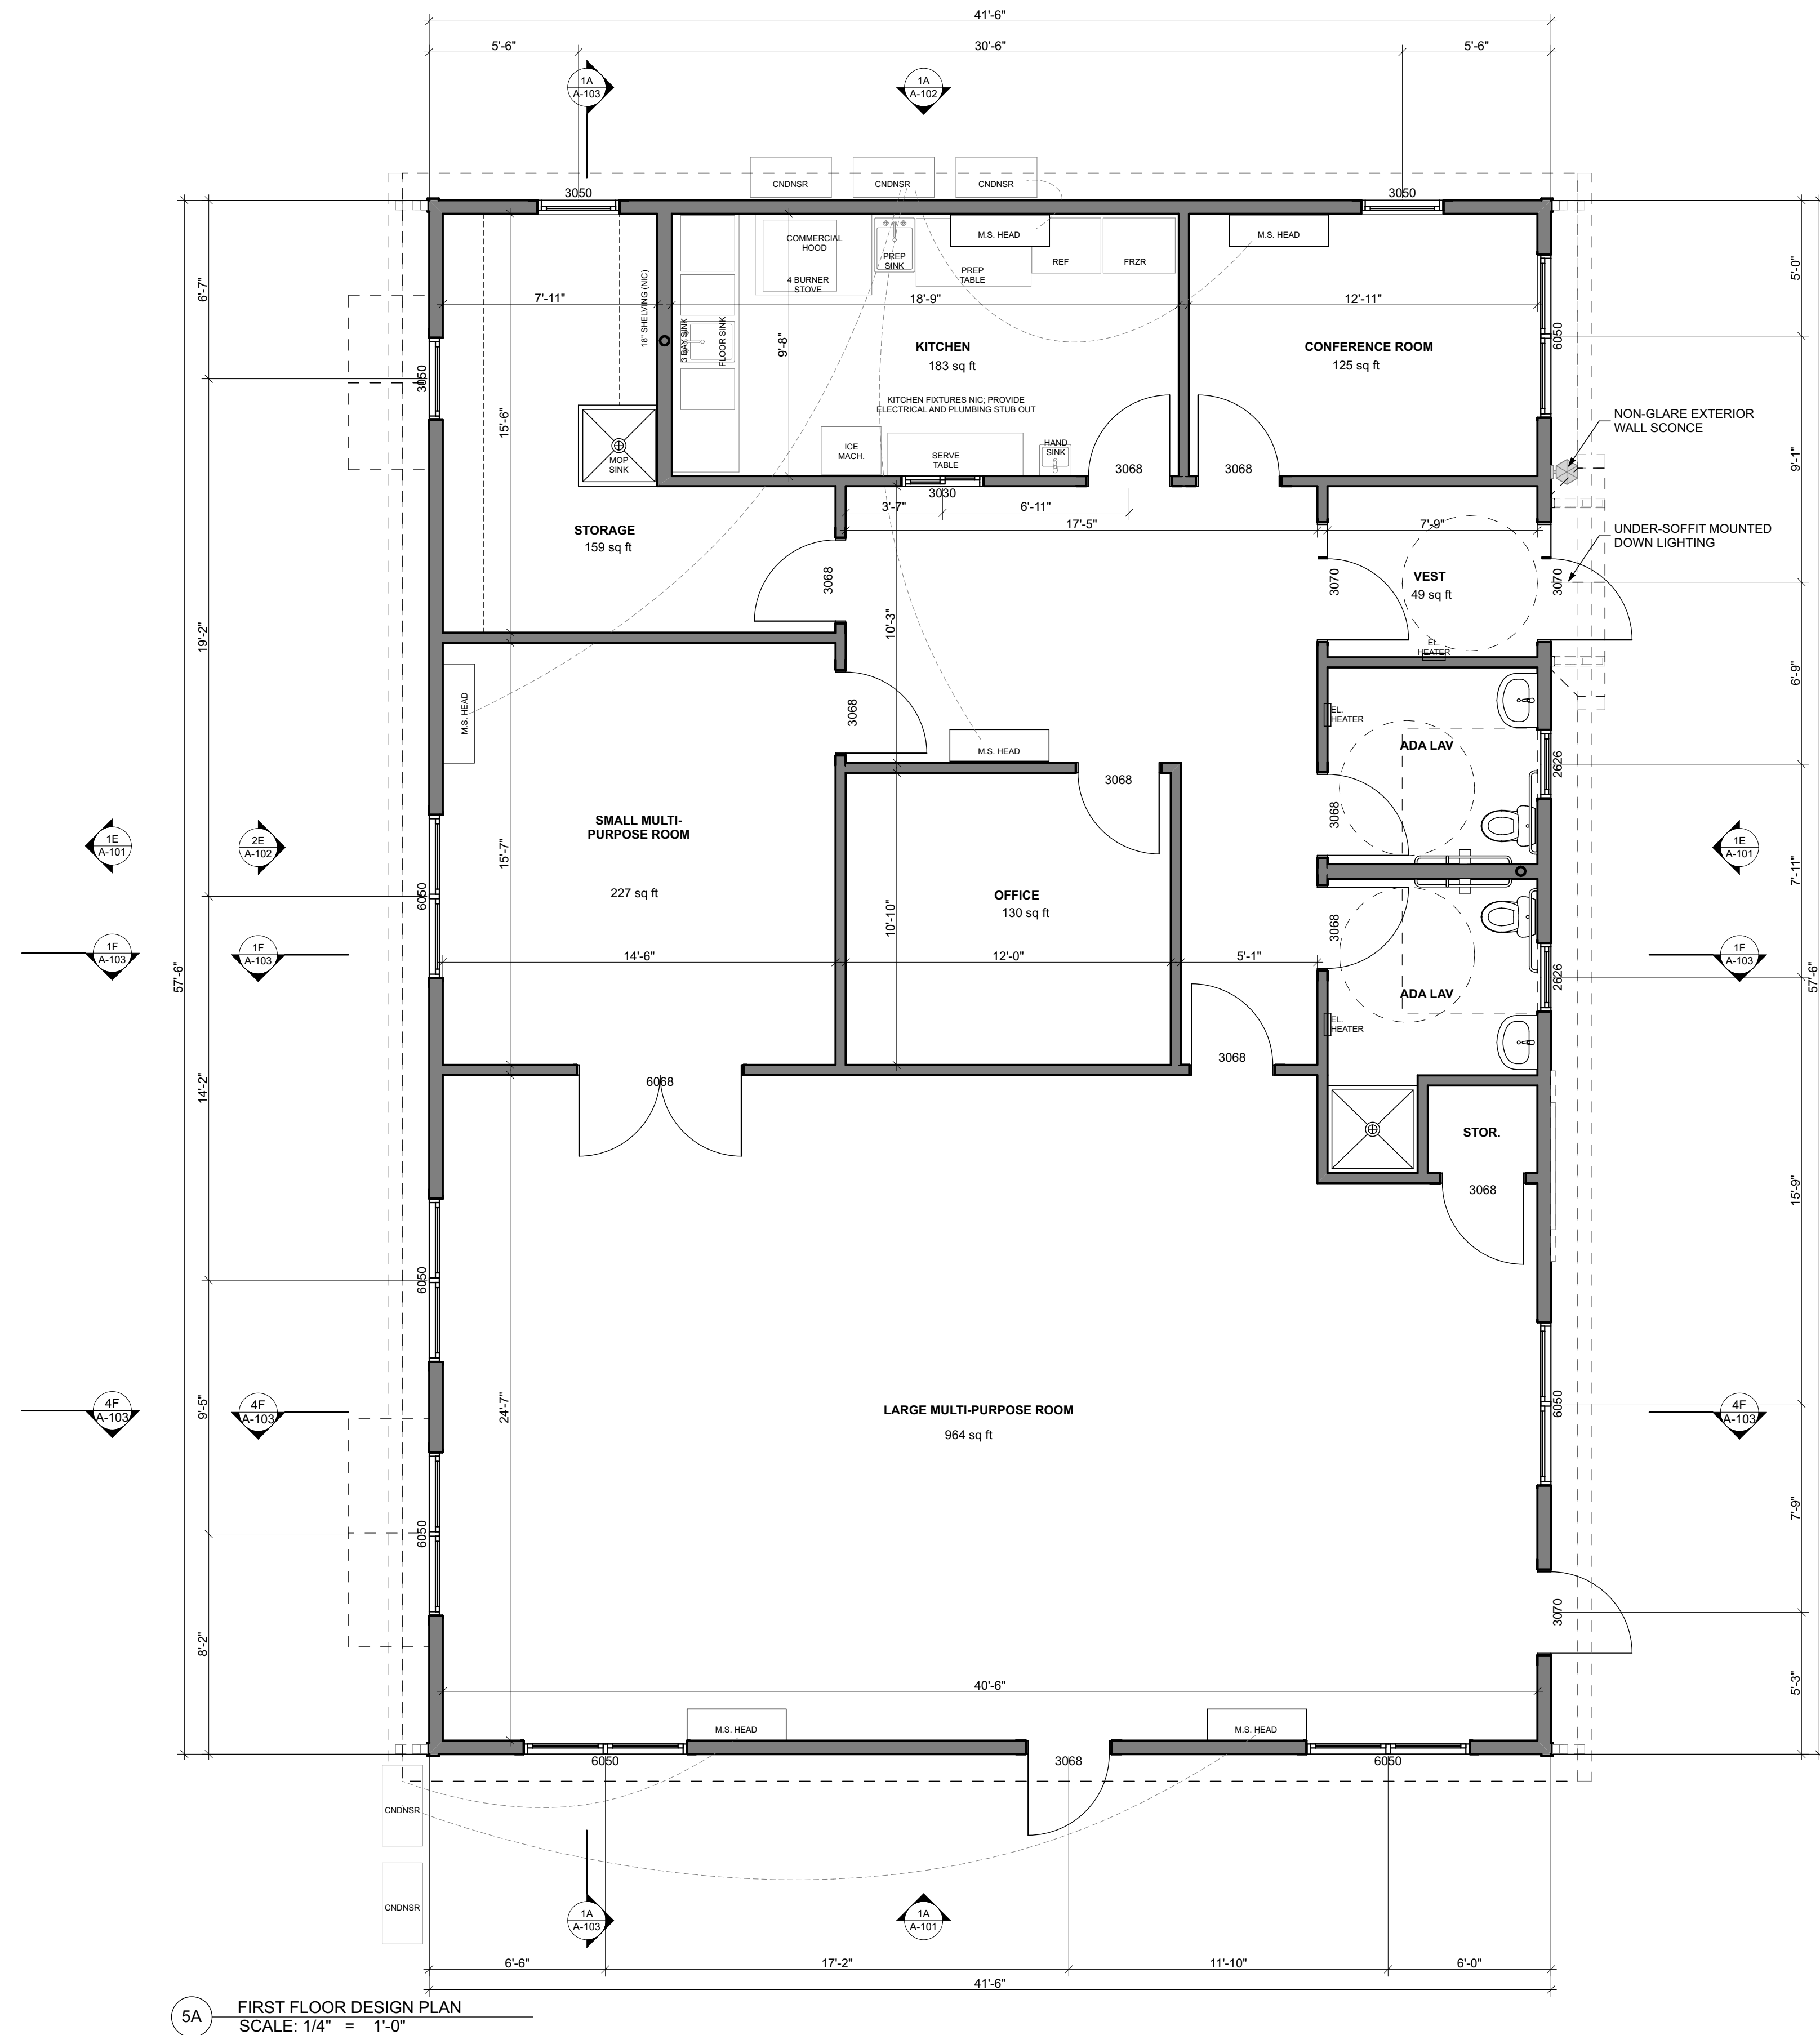 41'-6"
5'-6"
30'-6"
5'-6"
1A
A-103
1A
A-102
CNDNSR
CNDNSR
CNDNSR
3050
3050
M.S. HEAD
M.S. HEAD
COMMERCIAL
HOOD
PREP
SINK
PREP
TABLE
REF
FRZR
4 BURNER
STOVE
18" SHELVING (NIC)
3 BAY SINK
FLOOR SINK
6'-7"
5'-0"
7'-11"
18'-9"
12'-11"
9'-8"
6050
3050
KITCHEN
183 sq ft
CONFERENCE ROOM
125 sq ft
KITCHEN FIXTURES NIC; PROVIDE
ELECTRICAL AND PLUMBING STUB OUT
NON-GLARE EXTERIOR
WALL SCONCE
15'-6"
9'-1"
MOP
SINK
ICE
MACH.
SERVE
TABLE
HAND
SINK
3068
3068
3030
3'-7"
6'-11"
17'-5"
7'-9"
STORAGE
159 sq ft
UNDER-SOFFIT MOUNTED
DOWN LIGHTING
3068
3070
VEST
49 sq ft
3070
19'-2"
10'-3"
EL.
HEATER
6'-9"
M.S. HEAD
3068
EL.
HEATER
ADA LAV
M.S. HEAD
2626
3068
3068
SMALL MULTI-
PURPOSE ROOM
227 sq ft
15'-7"
1E
A-101
2E
A-102
1E
A-101
7'-11"
6050
OFFICE
130 sq ft
10'-10"
3068
1F
A-103
1F
A-103
1F
A-103
57'-6"
57'-6"
14'-6"
12'-0"
5'-1"
2626
ADA LAV
EL.
HEATER
3068
6068
14'-2"
STOR.
3068
15'-9"
6050
LARGE MULTI-PURPOSE ROOM
964 sq ft
24'-7"
9'-5"
4F
A-103
4F
A-103
4F
A-103
6050
6050
7'-9"
3070
8'-2"
5'-3"
40'-6"
M.S. HEAD
M.S. HEAD
6050
3068
6050
CNDNSR
CNDNSR
1A
A-103
1A
A-101
6'-6"
17'-2"
11'-10"
6'-0"
41'-6"
5A
FIRST FLOOR DESIGN PLAN
SCALE: 1/4" = 1'-0"